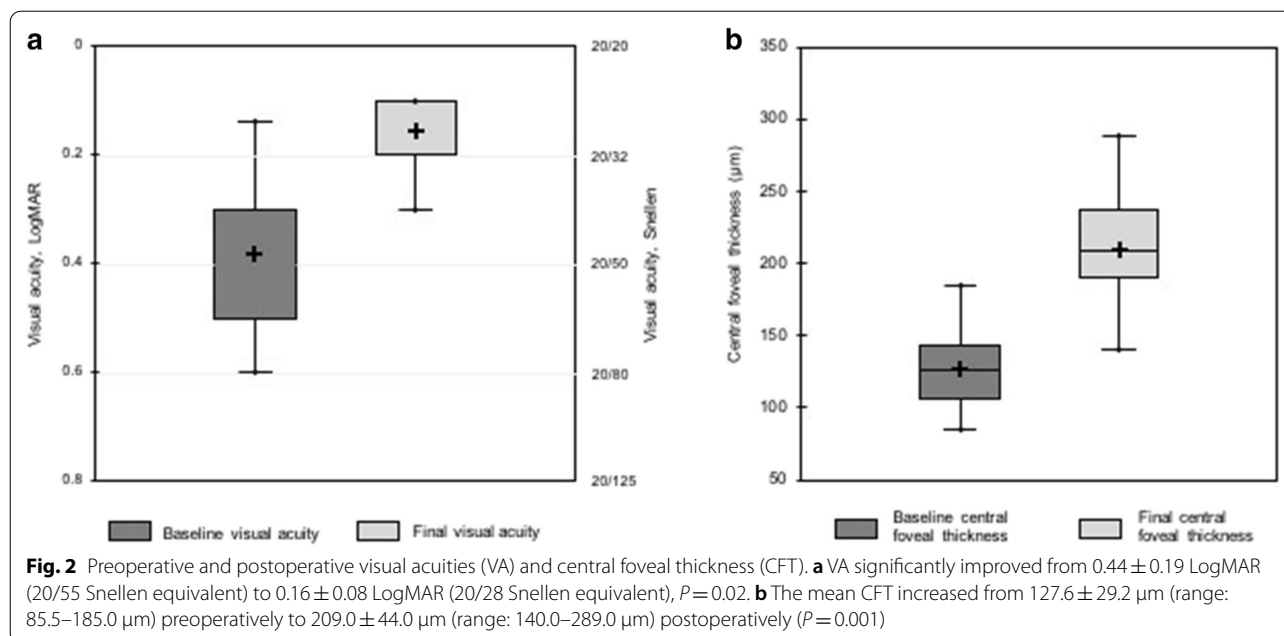 a
0
0.2
0.4
0.6
0.8
Visual acuity, LogMAR
20/20
20/32
20/50
20/80
20/125
Visual acuity, Snellen
Baseline visual acuity
Final visual acuity
b
350
300
250
200
150
100
50
Central foveal thickness (µm)
Baseline central
foveal thickness
Final central
foveal thickness
Fig. 2 Preoperative and postoperative visual acuities (VA) and central foveal thickness (CFT). a VA significantly improved from 0.44 ± 0.19 LogMAR
(20/55 Snellen equivalent) to 0.16 ± 0.08 LogMAR (20/28 Snellen equivalent), P = 0.02. b The mean CFT increased from 127.6 ± 29.2 µm (range:
85.5–185.0 µm) preoperatively to 209.0 ± 44.0 µm (range: 140.0–289.0 µm) postoperatively (P = 0.001)